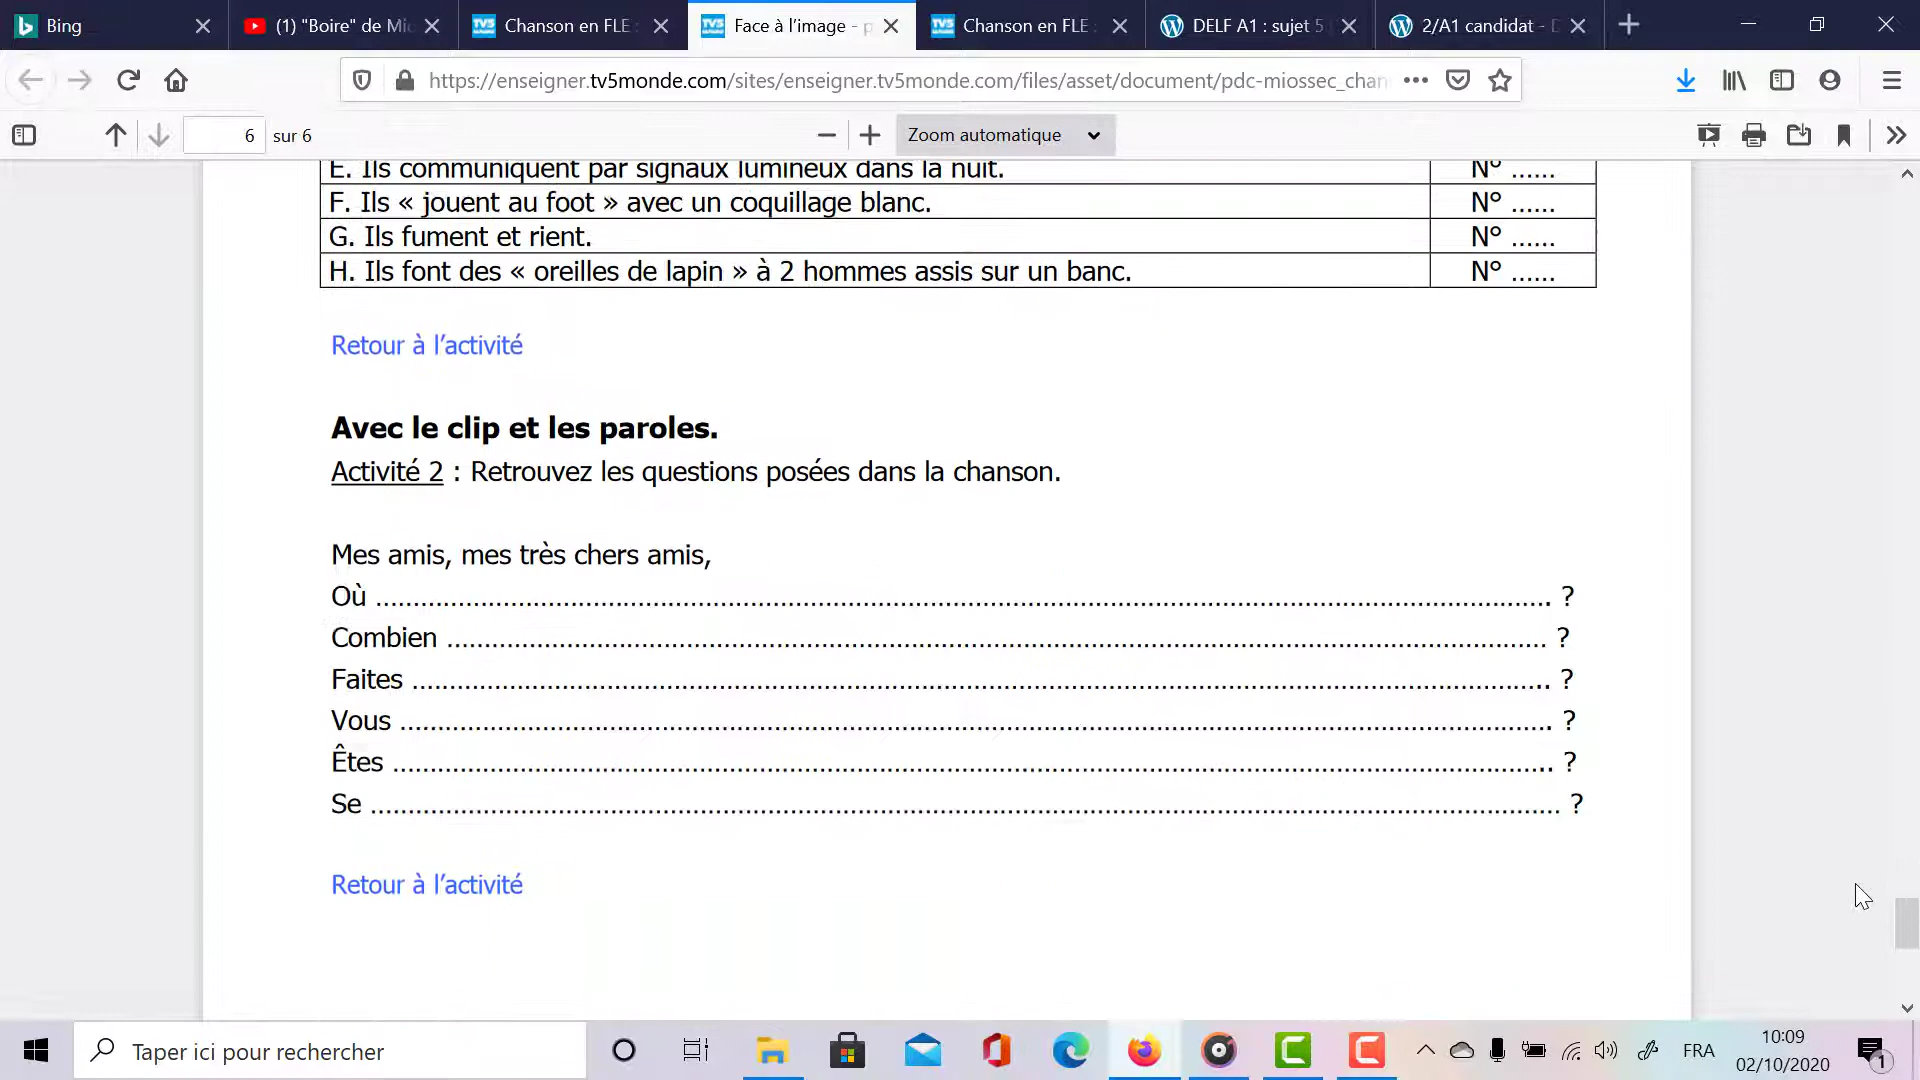 Bing
(1) "Boire" de Mio
Chanson en FLE :
Face à l'image - p
Chanson en FLE :
DELF A1 : sujet 5
2/A1 candidat - D
https://enseigner.tv5monde.com/sites/enseigner.tv5monde.com/files/asset/document/pdc-miossec_chan
6 sur 6
Zoom automatique
E. Ils communiquent par signaux lumineux dans la nuit. N° ......
F. Ils « jouent au foot » avec un coquillage blanc. N° ......
G. Ils fument et rient. N° ......
H. Ils font des « oreilles de lapin » à 2 hommes assis sur un banc. N° ......
Retour à l'activité
Avec le clip et les paroles.
Activité 2 : Retrouvez les questions posées dans la chanson.
Mes amis, mes très chers amis,
Où ........................................ ?
Combien ........................................ ?
Faites ........................................ ?
Vous ........................................ ?
Êtes ........................................ ?
Se ........................................ ?
Retour à l'activité
Taper ici pour rechercher
FRA
10:09
02/10/2020
1